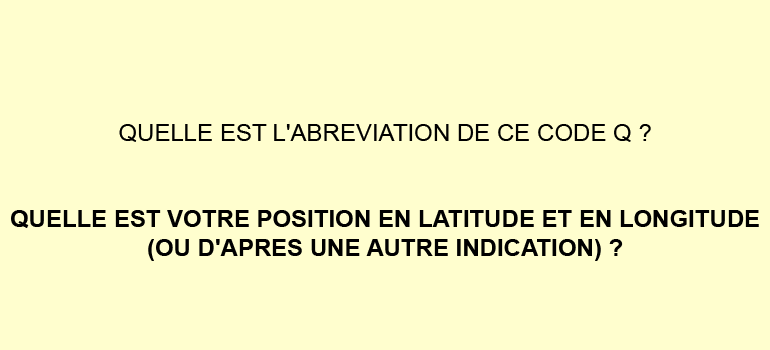 QUELLE EST L'ABREVIATION DE CE CODE Q ?
QUELLE EST VOTRE POSITION EN LATITUDE ET EN LONGITUDE
(OU D'APRES UNE AUTRE INDICATION) ?